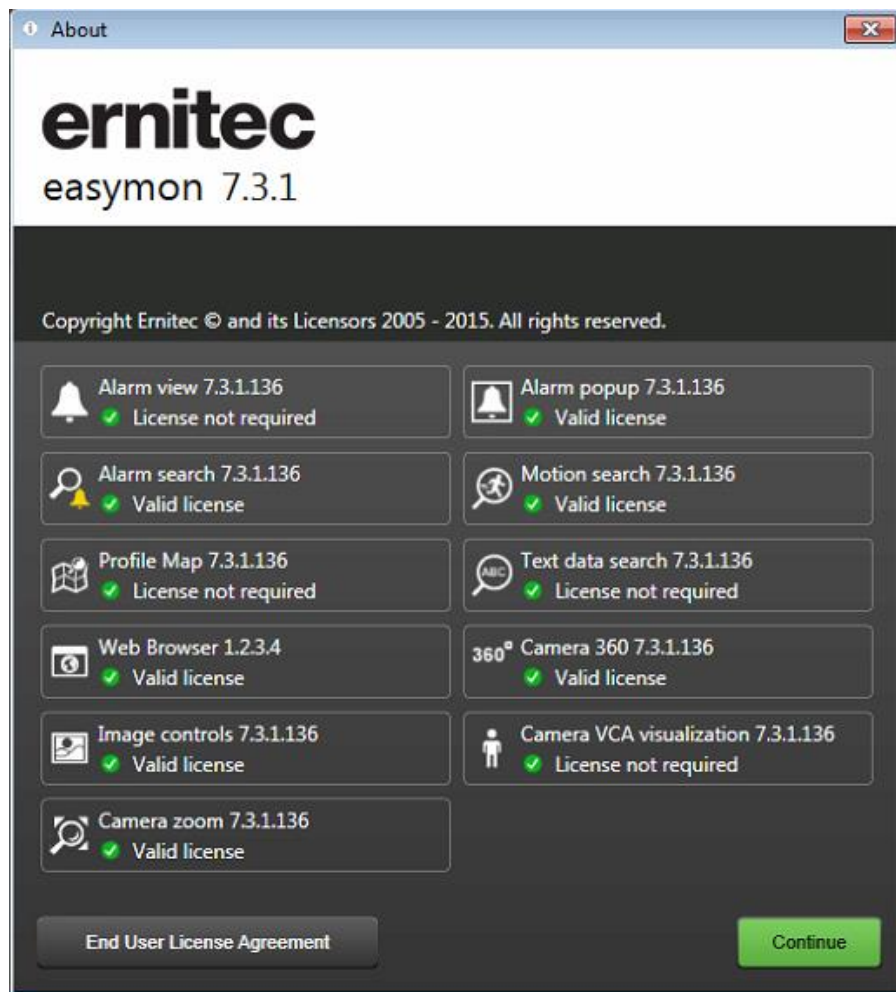 About
ernitec
easymon 7.3.1
Copyright Ernitec © and its Licensors 2005 - 2015. All rights reserved.
Alarm view 7.3.1.136
License not required
Alarm popup 7.3.1.136
Valid license
Alarm search 7.3.1.136
Valid license
Motion search 7.3.1.136
Valid license
Profile Map 7.3.1.136
License not required
ABC
Text data search 7.3.1.136
License not required
Web Browser 1.2.3.4
Valid license
360°
Camera 360 7.3.1.136
Valid license
Image controls 7.3.1.136
Valid license
Camera VCA visualization 7.3.1.136
License not required
Camera zoom 7.3.1.136
Valid license
End User License Agreement
Continue